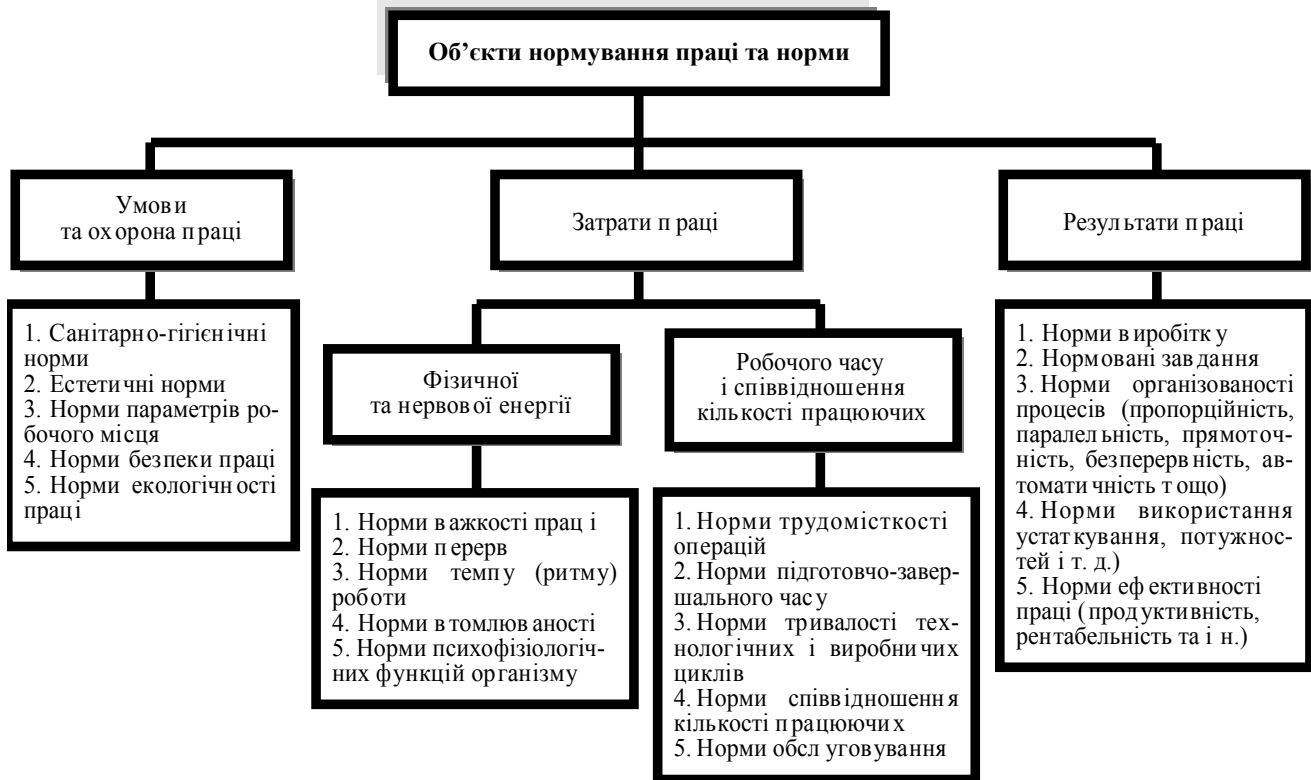 Об’єкти нормування праці та норми
Умови
та охорона праці
Затрати праці
Результати праці
1. Санітарно-гігієнічні
норми
2. Естетичні норми
3. Норми параметрів ро-
бочого місця
4. Норми безпеки праці
5. Норми екологічності
праці
Фізичної
та нервової енергії
1. Норми важкості праці
2. Норми перерв
3. Норми темпу (ритму)
роботи
4. Норми втомлюваності
5. Норми психофізіологіч-
них функцій організму
Робочого часу
і співвідношення
кількості працюючих
1. Норми трудомісткості
операцій
2. Норми підготовчо-завер-
шального часу
3. Норми тривалості тех-
нологічних і виробничих
циклів
4. Норми співвідношення
кількості працюючих
5. Норми обслуговування
1. Норми виробітку
2. Нормовані завдання
3. Норми організованості
процесів (пропорційність,
паралельність, прямоточ-
ність, безперервність, ав-
томатичність тощо)
4. Норми використання
устаткування, потужнос-
тей і т. д.)
5. Норми ефективності
праці (продуктивність,
рентабельність та ін.)